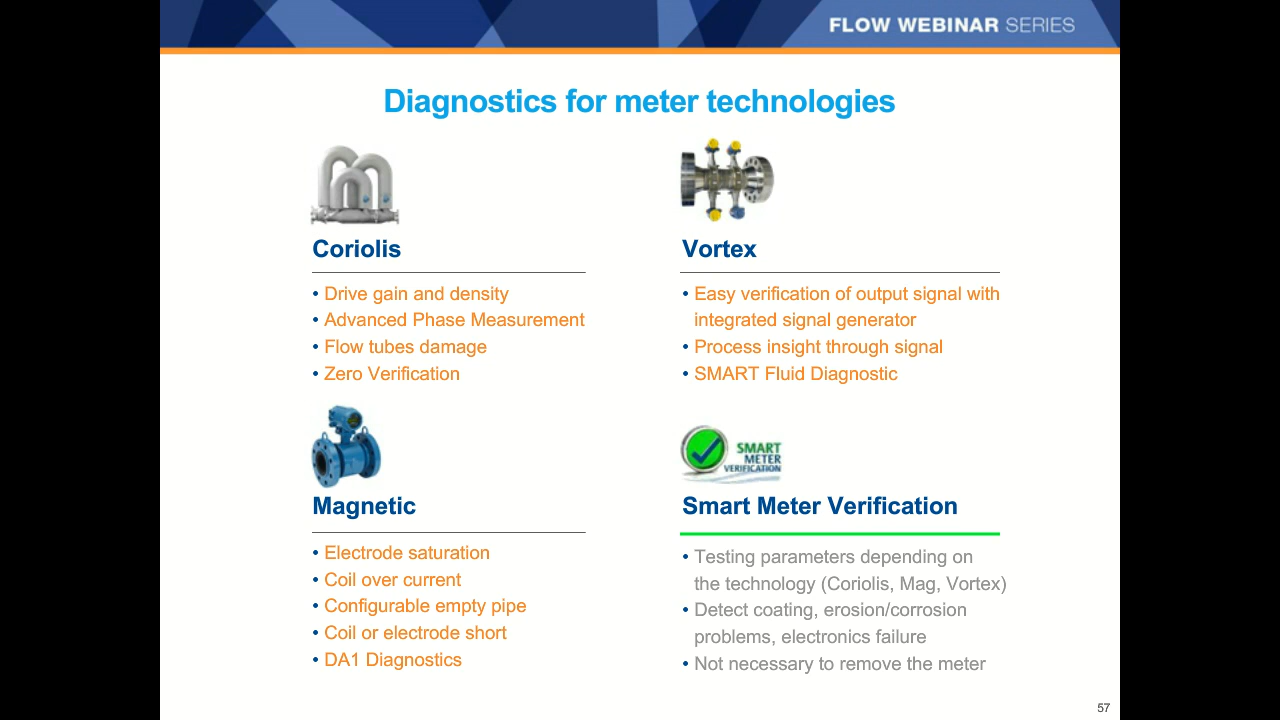 FLOW WEBINAR SERIES
Diagnostics for meter technologies
Coriolis
• Drive gain and density
• Advanced Phase Measurement
• Flow tubes damage
• Zero Verification
Vortex
• Easy verification of output signal with
integrated signal generator
• Process insight through signal
• SMART Fluid Diagnostic
Magnetic
• Electrode saturation
• Coil over current
• Configurable empty pipe
• Coil or electrode short
• DA1 Diagnostics
SMART
METER
VERIFICATION
Smart Meter Verification
• Testing parameters depending on
the technology (Coriolis, Mag, Vortex)
• Detect coating, erosion/corrosion
problems, electronics failure
• Not necessary to remove the meter
57